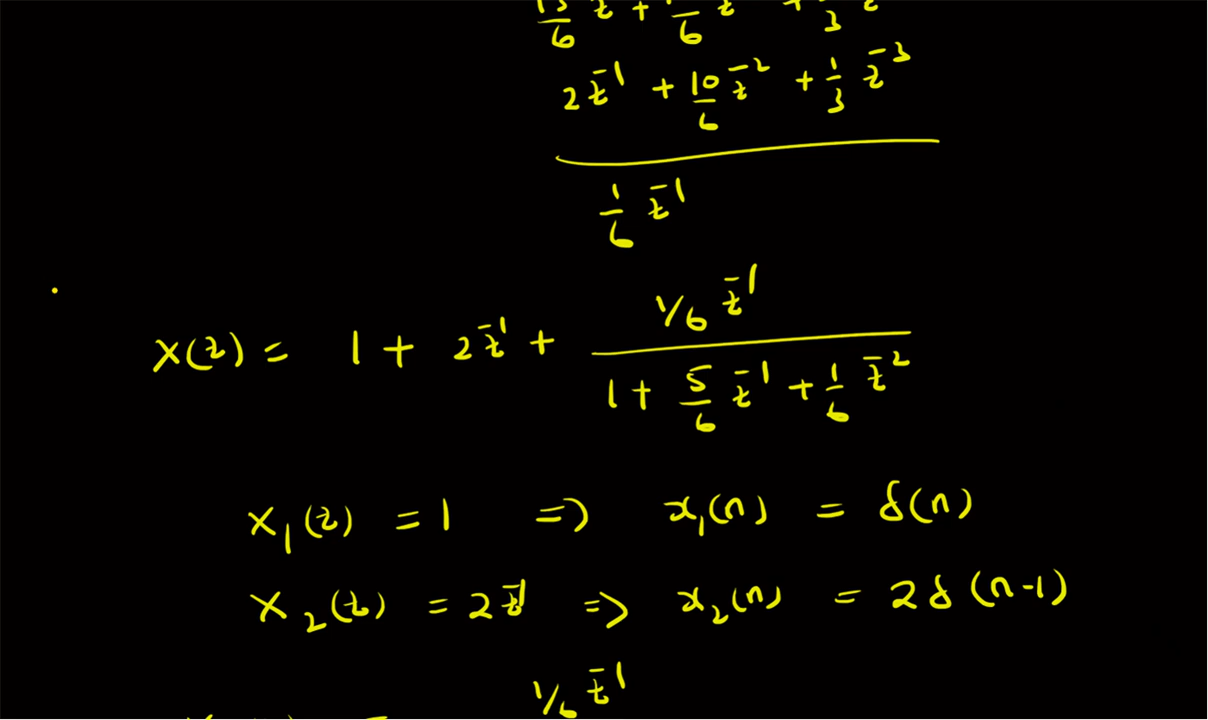 2z⁻¹ + 10/6 z⁻² + 1/3 z⁻³
1/6 z⁻¹
X(z) = 1 + 2z⁻¹ + (1/6 z⁻¹)/(1 + 5/6 z⁻¹ + 1/6 z⁻²)
X₁(z) = 1 => x₁(n) = δ(n)
X₂(z) = 2z⁻¹ => x₂(n) = 2δ(n-1)
1/6 z⁻¹